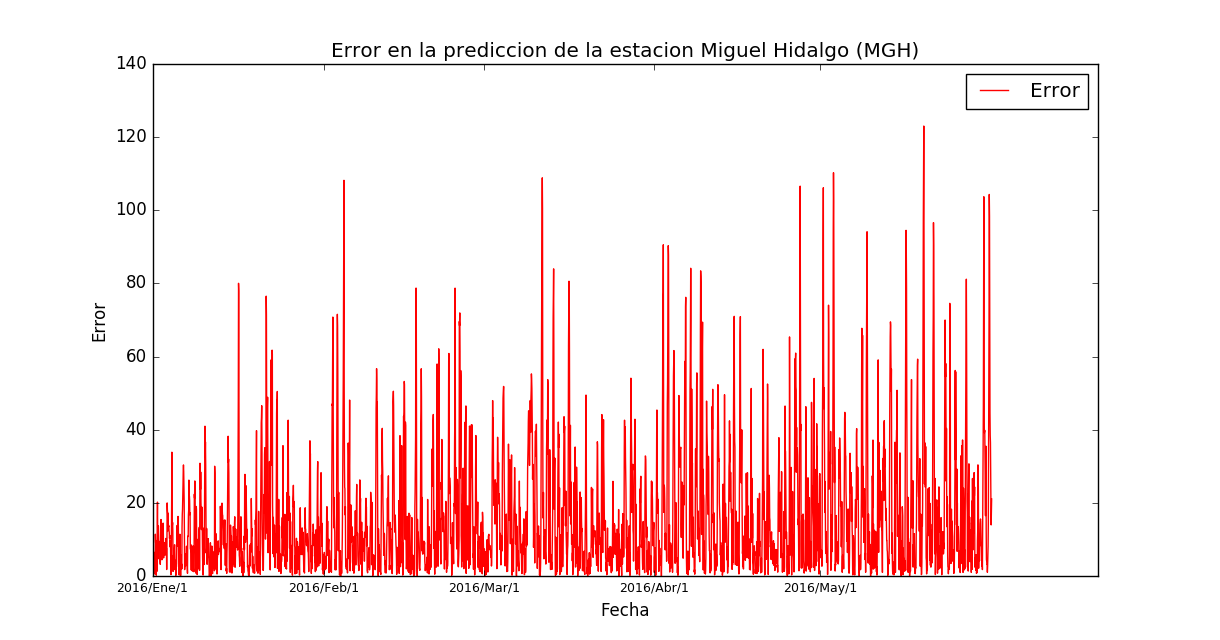 Error en la prediccion de la estacion Miguel Hidalgo (MGH)
Error
140
120
100
80
60
40
20
0
Error
2016/Ene/1 2016/Feb/1 2016/Mar/1 2016/Abr/1 2016/May/1
Fecha